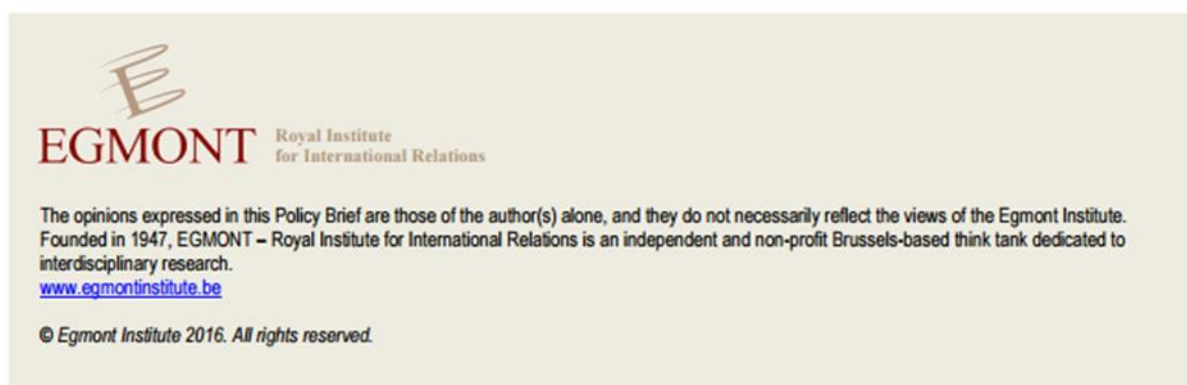 EGMONT
Royal Institute
for International Relations
The opinions expressed in this Policy Brief are those of the author(s) alone, and they do not necessarily reflect the views of the Egmont Institute.
Founded in 1947, EGMONT – Royal Institute for International Relations is an independent and non-profit Brussels-based think tank dedicated to
interdisciplinary research.
www.egmontinstitute.be
© Egmont Institute 2016. All rights reserved.